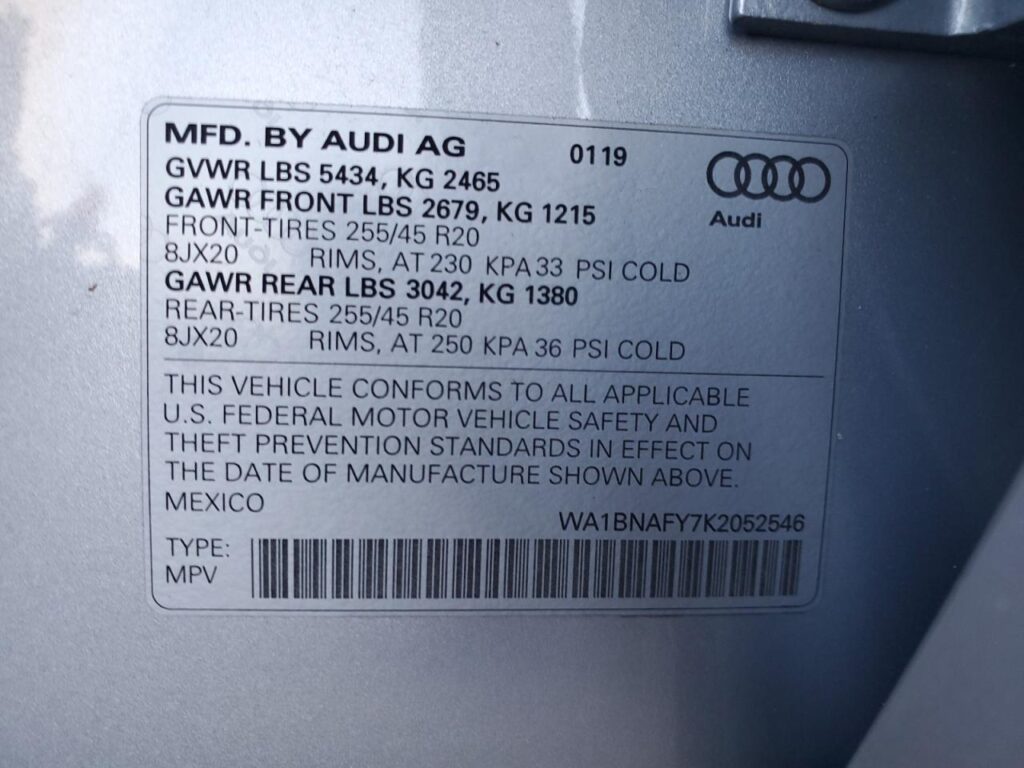 MFD. BY AUDI AG 0119
GVWR LBS 5434, KG 2465
GAWR FRONT LBS 2679, KG 1215
Audi
FRONT-TIRES 255/45 R20
8JX20 RIMS, AT 230 KPA 33 PSI COLD
GAWR REAR LBS 3042, KG 1380
REAR-TIRES 255/45 R20
8JX20 RIMS, AT 250 KPA 36 PSI COLD
THIS VEHICLE CONFORMS TO ALL APPLICABLE
U.S. FEDERAL MOTOR VEHICLE SAFETY AND
THEFT PREVENTION STANDARDS IN EFFECT ON
THE DATE OF MANUFACTURE SHOWN ABOVE.
MEXICO
WA1BNAFY7K2052546
TYPE:
MPV